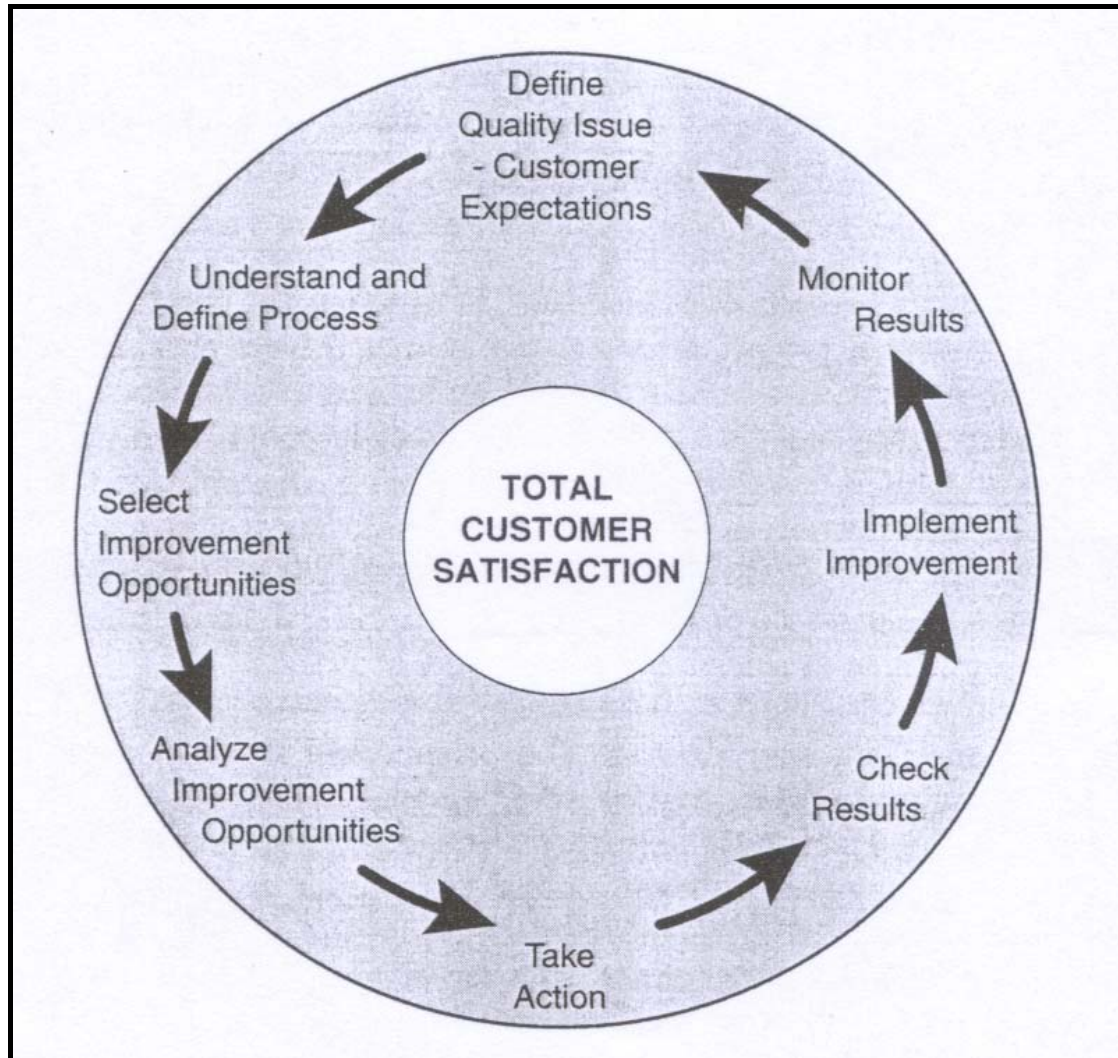 Define
Quality Issue
- Customer
Expectations
Understand and
Define Process
Select
Improvement
Opportunities
Analyze
Improvement
Opportunities
Take
Action
Check
Results
Implement
Improvement
Monitor
Results
TOTAL
CUSTOMER
SATISFACTION